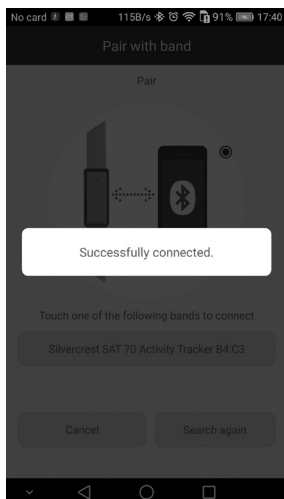 No card 115B/s 91% 17:40
Pair with band
Pair
Successfully connected.
Touch one of the following bands to connect
Silvercrest SAT 70 Activity Tracker B4:C3
Cancel Search again